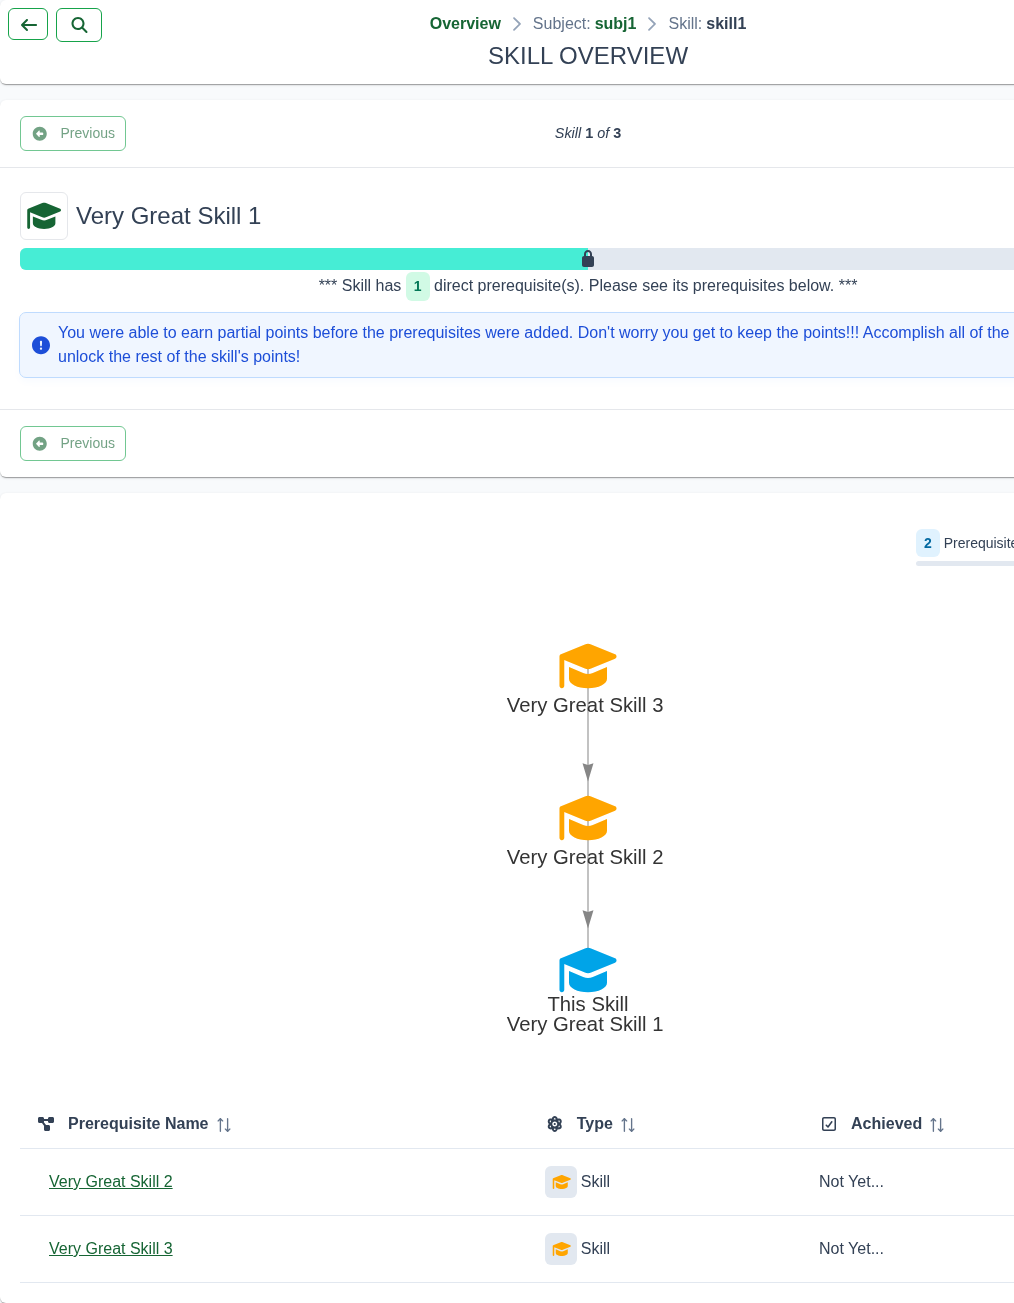 Overview > Subject: subj1 > Skill: skill1
SKILL OVERVIEW
Previous
Skill 1 of 3
Very Great Skill 1
*** Skill has 1 direct prerequisite(s). Please see its prerequisites below. ***
You were able to earn partial points before the prerequisites were added. Don't worry you get to keep the points!!! Accomplish all of the
unlock the rest of the skill's points!
Previous
2 Prerequisite
Very Great Skill 3
Very Great Skill 2
This Skill
Very Great Skill 1
Prerequisite Name Type Achieved
Very Great Skill 2 Skill Not Yet...
Very Great Skill 3 Skill Not Yet...